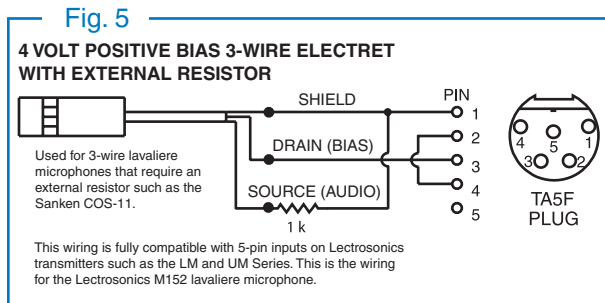 Fig. 5
4 VOLT POSITIVE BIAS 3-WIRE ELECTRET
WITH EXTERNAL RESISTOR
SHIELD
PIN
1
2
DRAIN (BIAS)
3
SOURCE (AUDIO)
4
1 k
5
Used for 3-wire lavaliere
microphones that require an
external resistor such as the
Sanken COS-11.
4
5
1
3
2
TA5F
PLUG
This wiring is fully compatible with 5-pin inputs on Lectrosonics
transmitters such as the LM and UM Series. This is the wiring
for the Lectrosonics M152 lavaliere microphone.